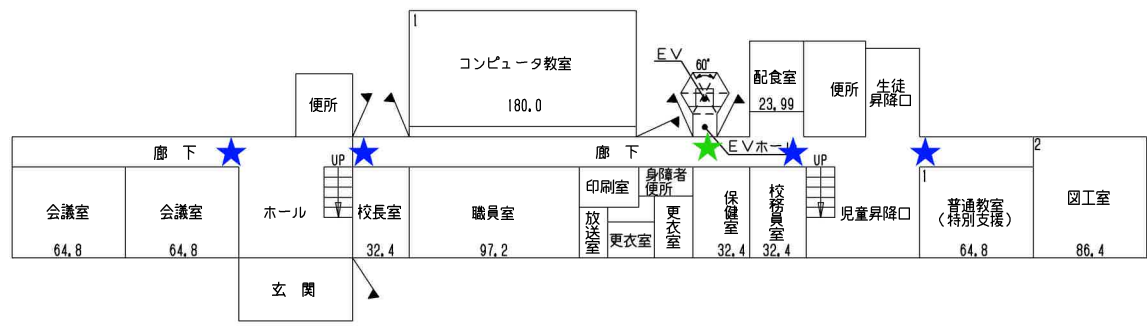 1
コンピュータ教室
180.0
EV
60°
配食室
23.99
便所
生徒
昇降口
便所
廊下
廊下
EVホー
2
UP
UP
会議室
64.8
会議室
64.8
ホール
校長室
32.4
職員室
97.2
印刷室
身障者
便所
放送室
更衣室
更衣室
保健室
32.4
校務員室
32.4
児童昇降口
1
普通教室
(特別支援)
64.8
図工室
86.4
玄関